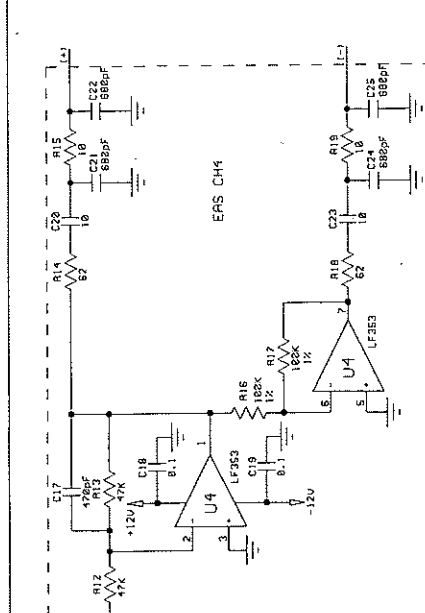 (+)
(-)
C22
680pF
C25
680pF
R15
10
R19
10
C21
680pF
C24
680pF
EAS CH4
C20
10
C23
10
R14
62
R18
62
7
LF353
R17
100K
1%
U4
R16
100K
1%
6
5
-
+
C17
470pF
R13
47K
C18
0.1
1
LF353
C19
0.1
+12V
U4
-12V
2
3
-
+
R12
47K